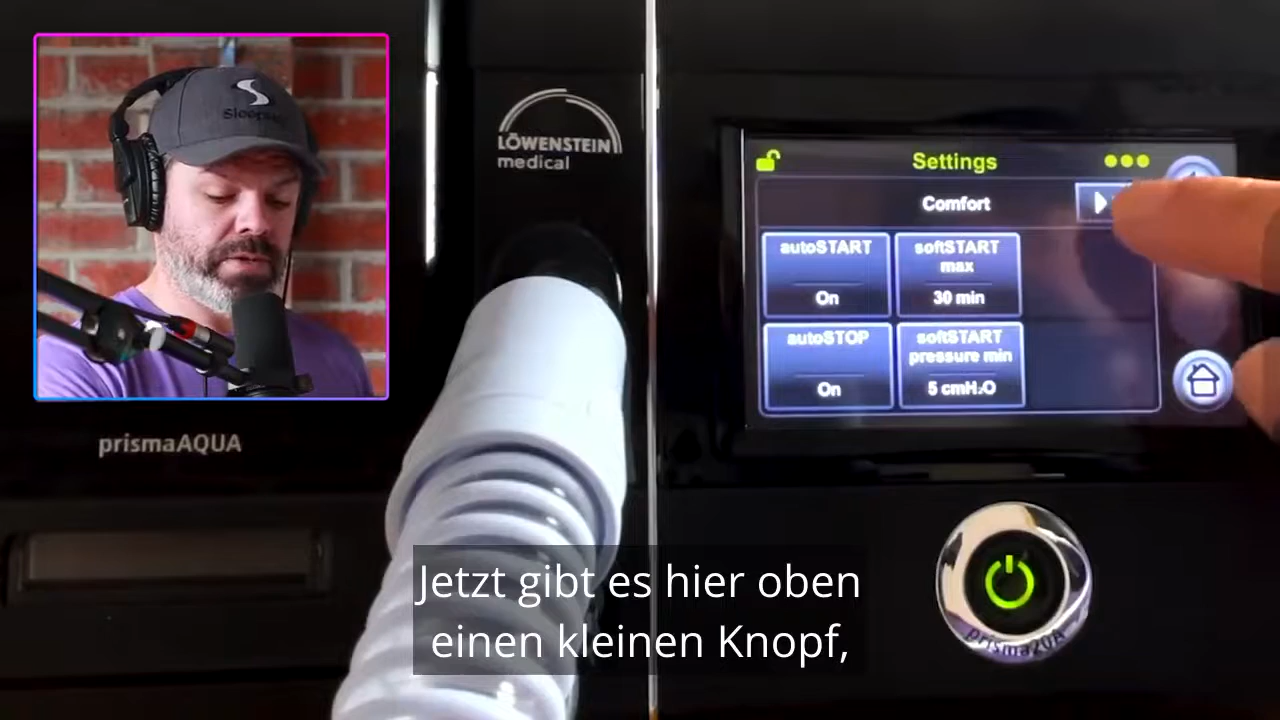 LÖWENSTEIN
medical
Settings
Comfort
autoSTART
On
softSTART
max
30 min
autoSTOP
On
softSTART
pressure min
5 cmH₂O
prismaAQUA
prisma20A
Jetzt gibt es hier oben
einen kleinen Knopf,